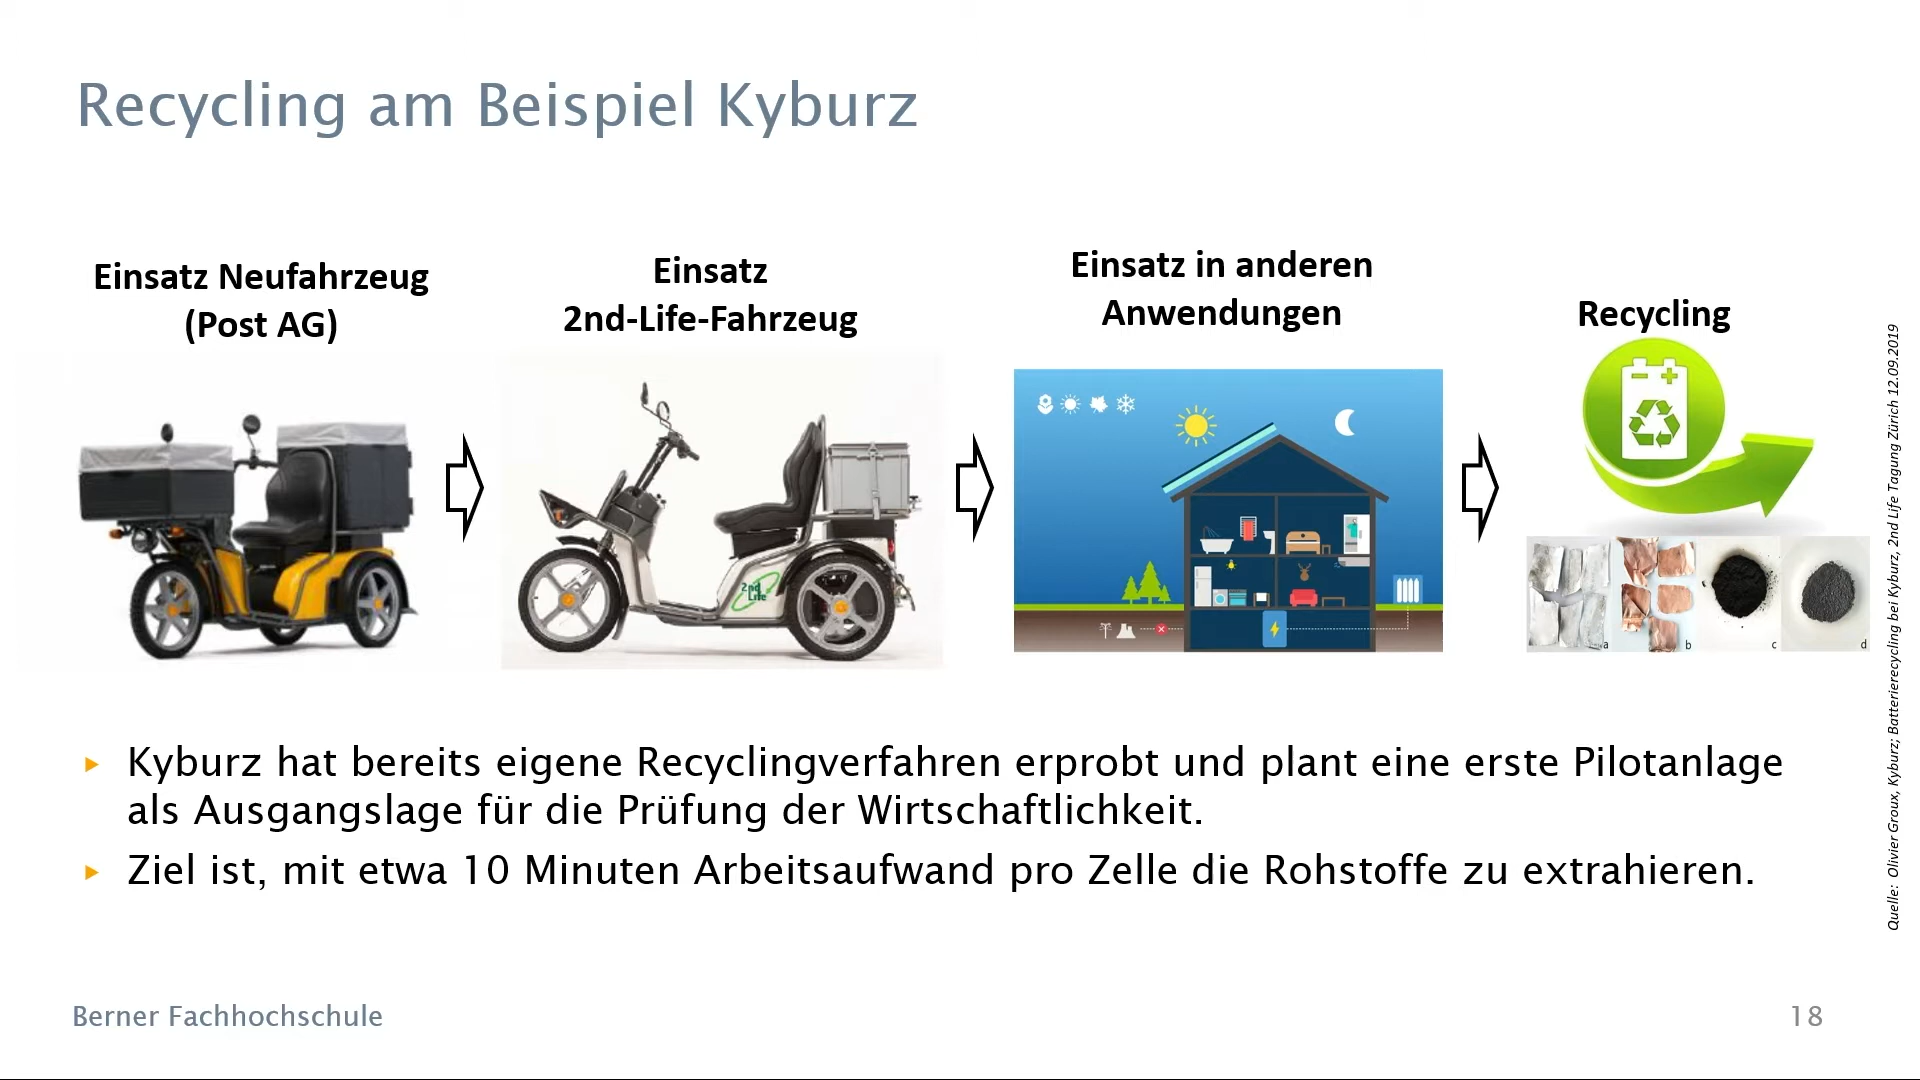 Recycling am Beispiel Kyburz
Einsatz Neufahrzeug
(Post AG)
Einsatz
2nd-Life-Fahrzeug
Einsatz in anderen
Anwendungen
Recycling
2nd
Life
a
b
c
d
Kyburz hat bereits eigene Recyclingverfahren erprobt und plant eine erste Pilotanlage
als Ausgangslage für die Prüfung der Wirtschaftlichkeit.
Ziel ist, mit etwa 10 Minuten Arbeitsaufwand pro Zelle die Rohstoffe zu extrahieren.
Quelle: Olivier Groux, Kyburz; Batterierecycling bei Kyburz, 2nd Life Tagung Zürich 12.09.2019
Berner Fachhochschule
18